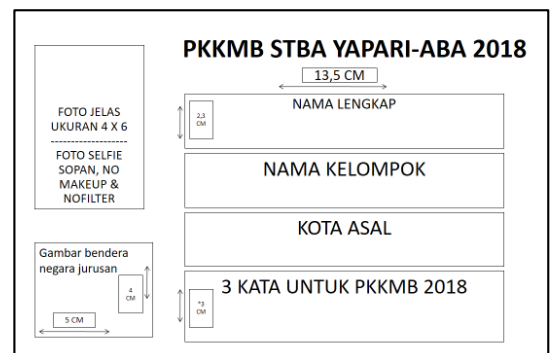 PKKMB STBA YAPARI-ABA 2018
13,5 CM
FOTO JELAS
UKURAN 4 X 6
-------------------
FOTO SELFIE
SOPAN, NO
MAKEUP &
NOFILTER
2,3
CM
NAMA LENGKAP
NAMA KELOMPOK
KOTA ASAL
Gambar bendera
negara jurusan
4
CM
5 CM
3 KATA UNTUK PKKMB 2018
*3
CM